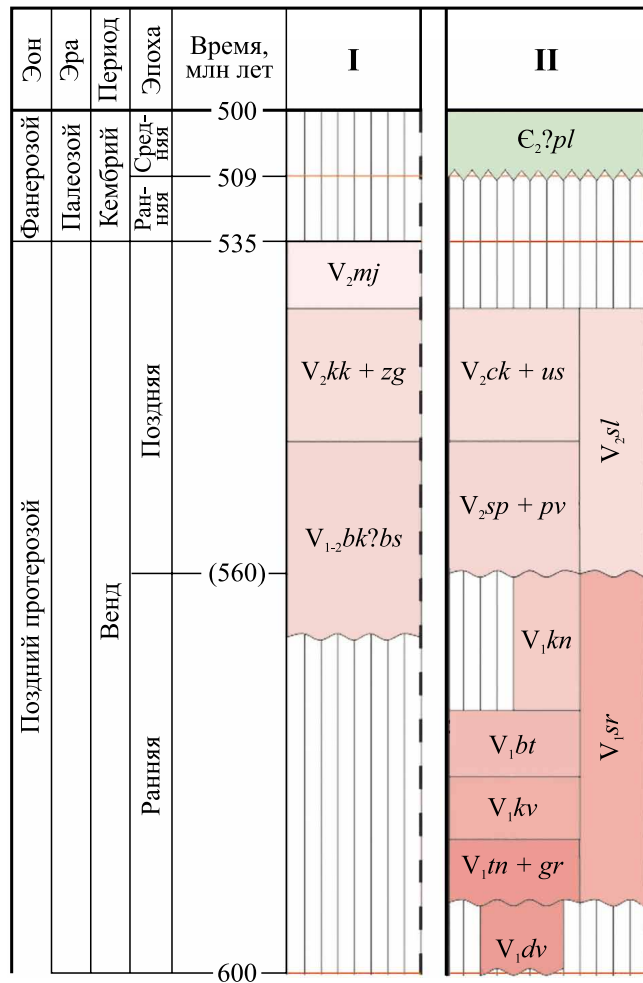 Эон
Эра
Период
Эпоха
Время,
млн лет
I
II
Фанерозой
Палеозой
Кембрий
Сред-
няя
Ран-
няя
500
509
535
(560)
600
Поздний протерозой
Венд
Поздняя
Ранняя
V₂mj
V₂kk + zg
V₁₋₂bk?bs
Є₂?pl
V₂ck + us
V₂sl
V₂sp + pv
V₁kn
V₁sr
V₁bt
V₁kv
V₁tn + gr
V₁dv